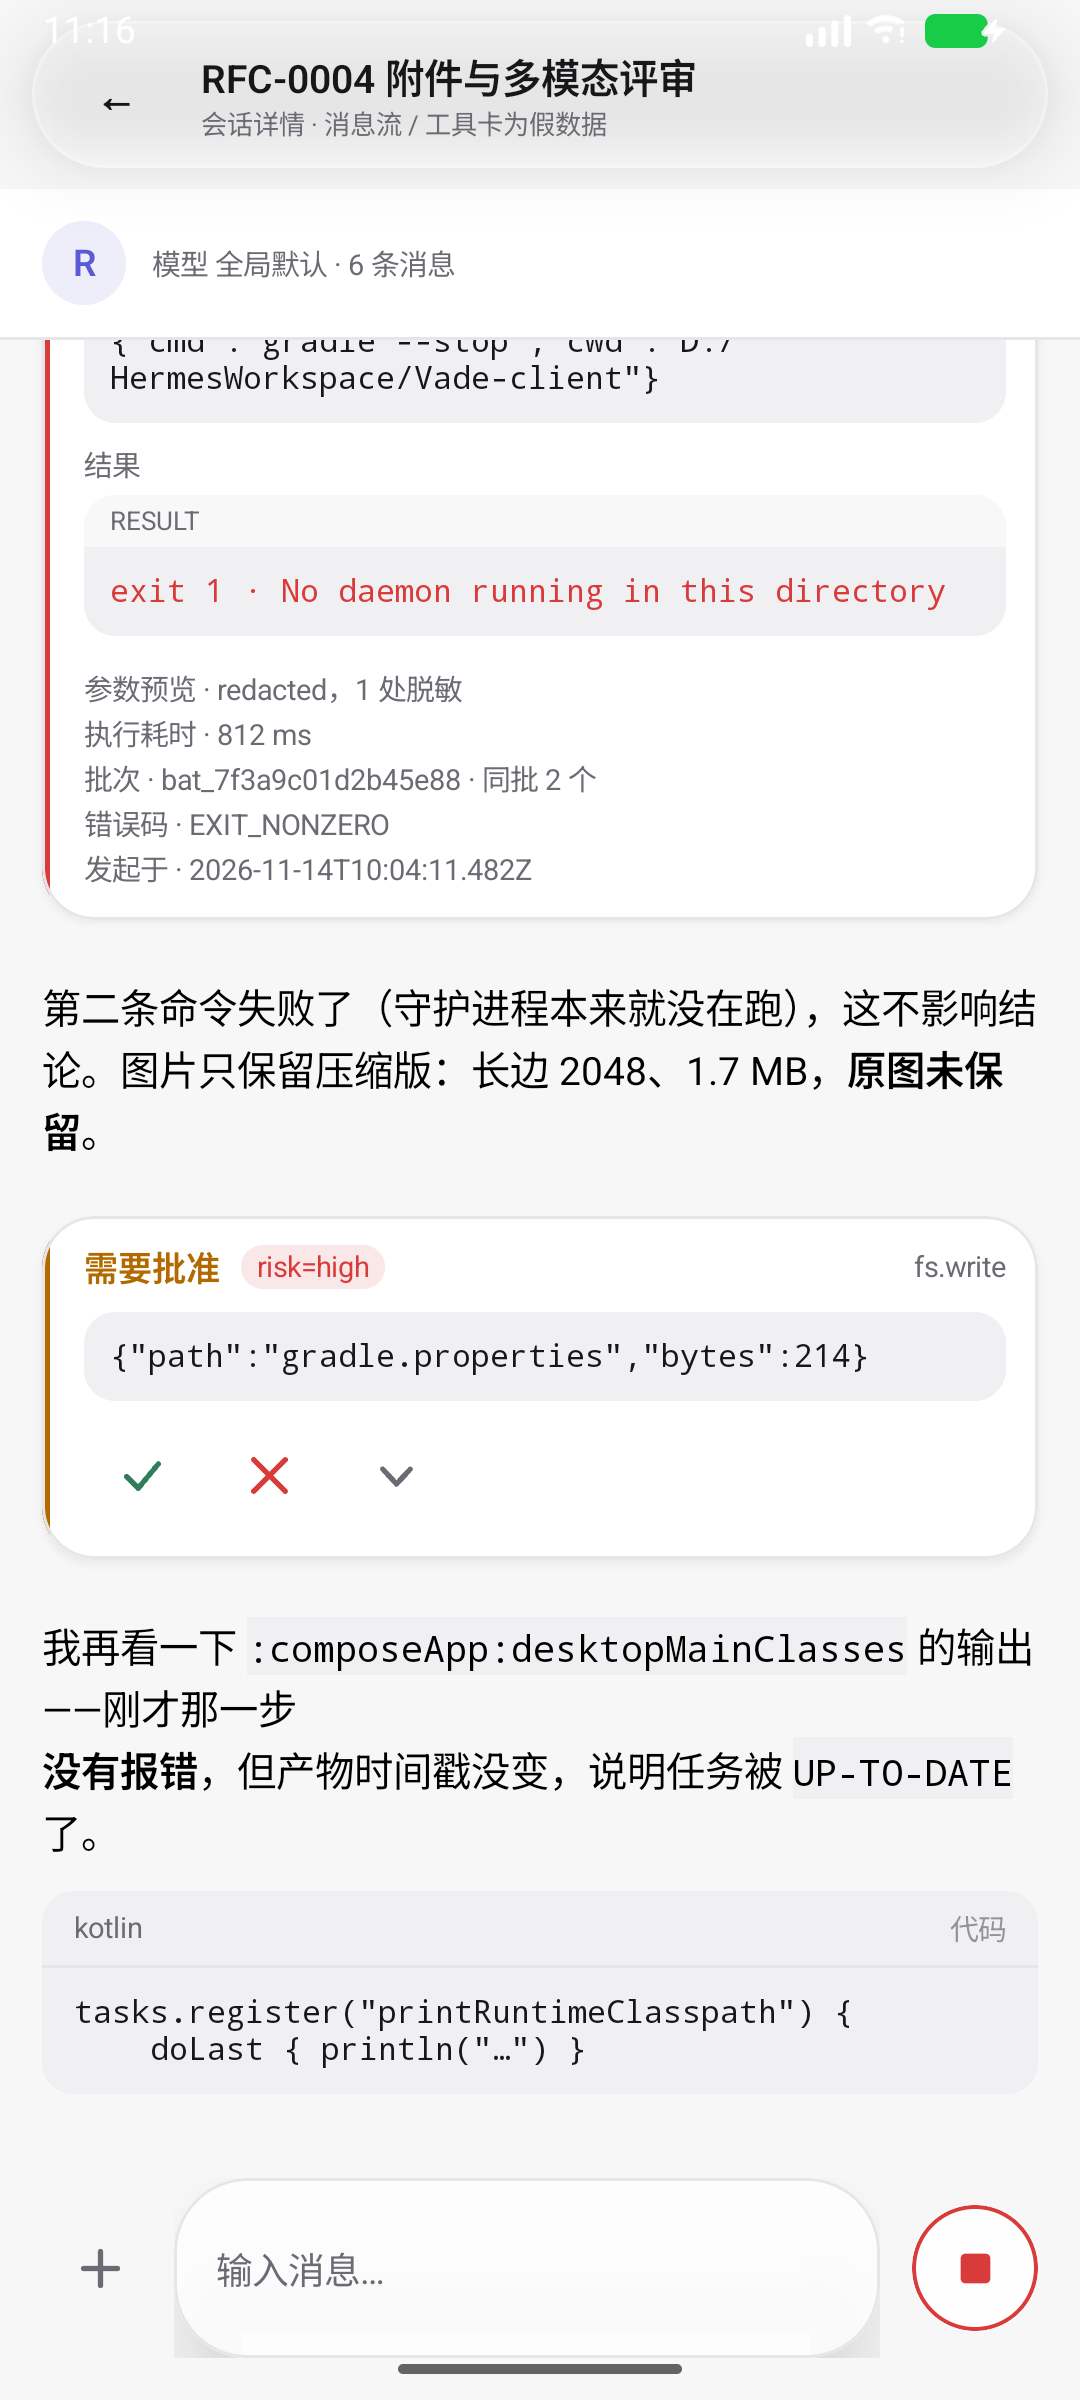 11:16
RFC-0004 附件与多模态评审
会话详情 · 消息流 / 工具卡为假数据
R
模型 全局默认 · 6 条消息
{"cmd":"gradle --stop","cwd":"D:/
HermesWorkspace/Vade-client"}
结果
RESULT
exit 1 · No daemon running in this directory
参数预览 · redacted，1 处脱敏
执行耗时 · 812 ms
批次 · bat_7f3a9c01d2b45e88 · 同批 2 个
错误码 · EXIT_NONZERO
发起于 · 2026-11-14T10:04:11.482Z
第二条命令失败了（守护进程本来就没在跑），这不影响结
论。图片只保留压缩版：长边 2048、1.7 MB，原图未保
留。
需要批准
risk=high
fs.write
{"path":"gradle.properties","bytes":214}
我再看一下 :composeApp:desktopMainClasses 的输出
——刚才那一步
没有报错，但产物时间戳没变，说明任务被 UP-TO-DATE
了。
kotlin
代码
tasks.register("printRuntimeClasspath") {
    doLast { println("…") }
输入消息…